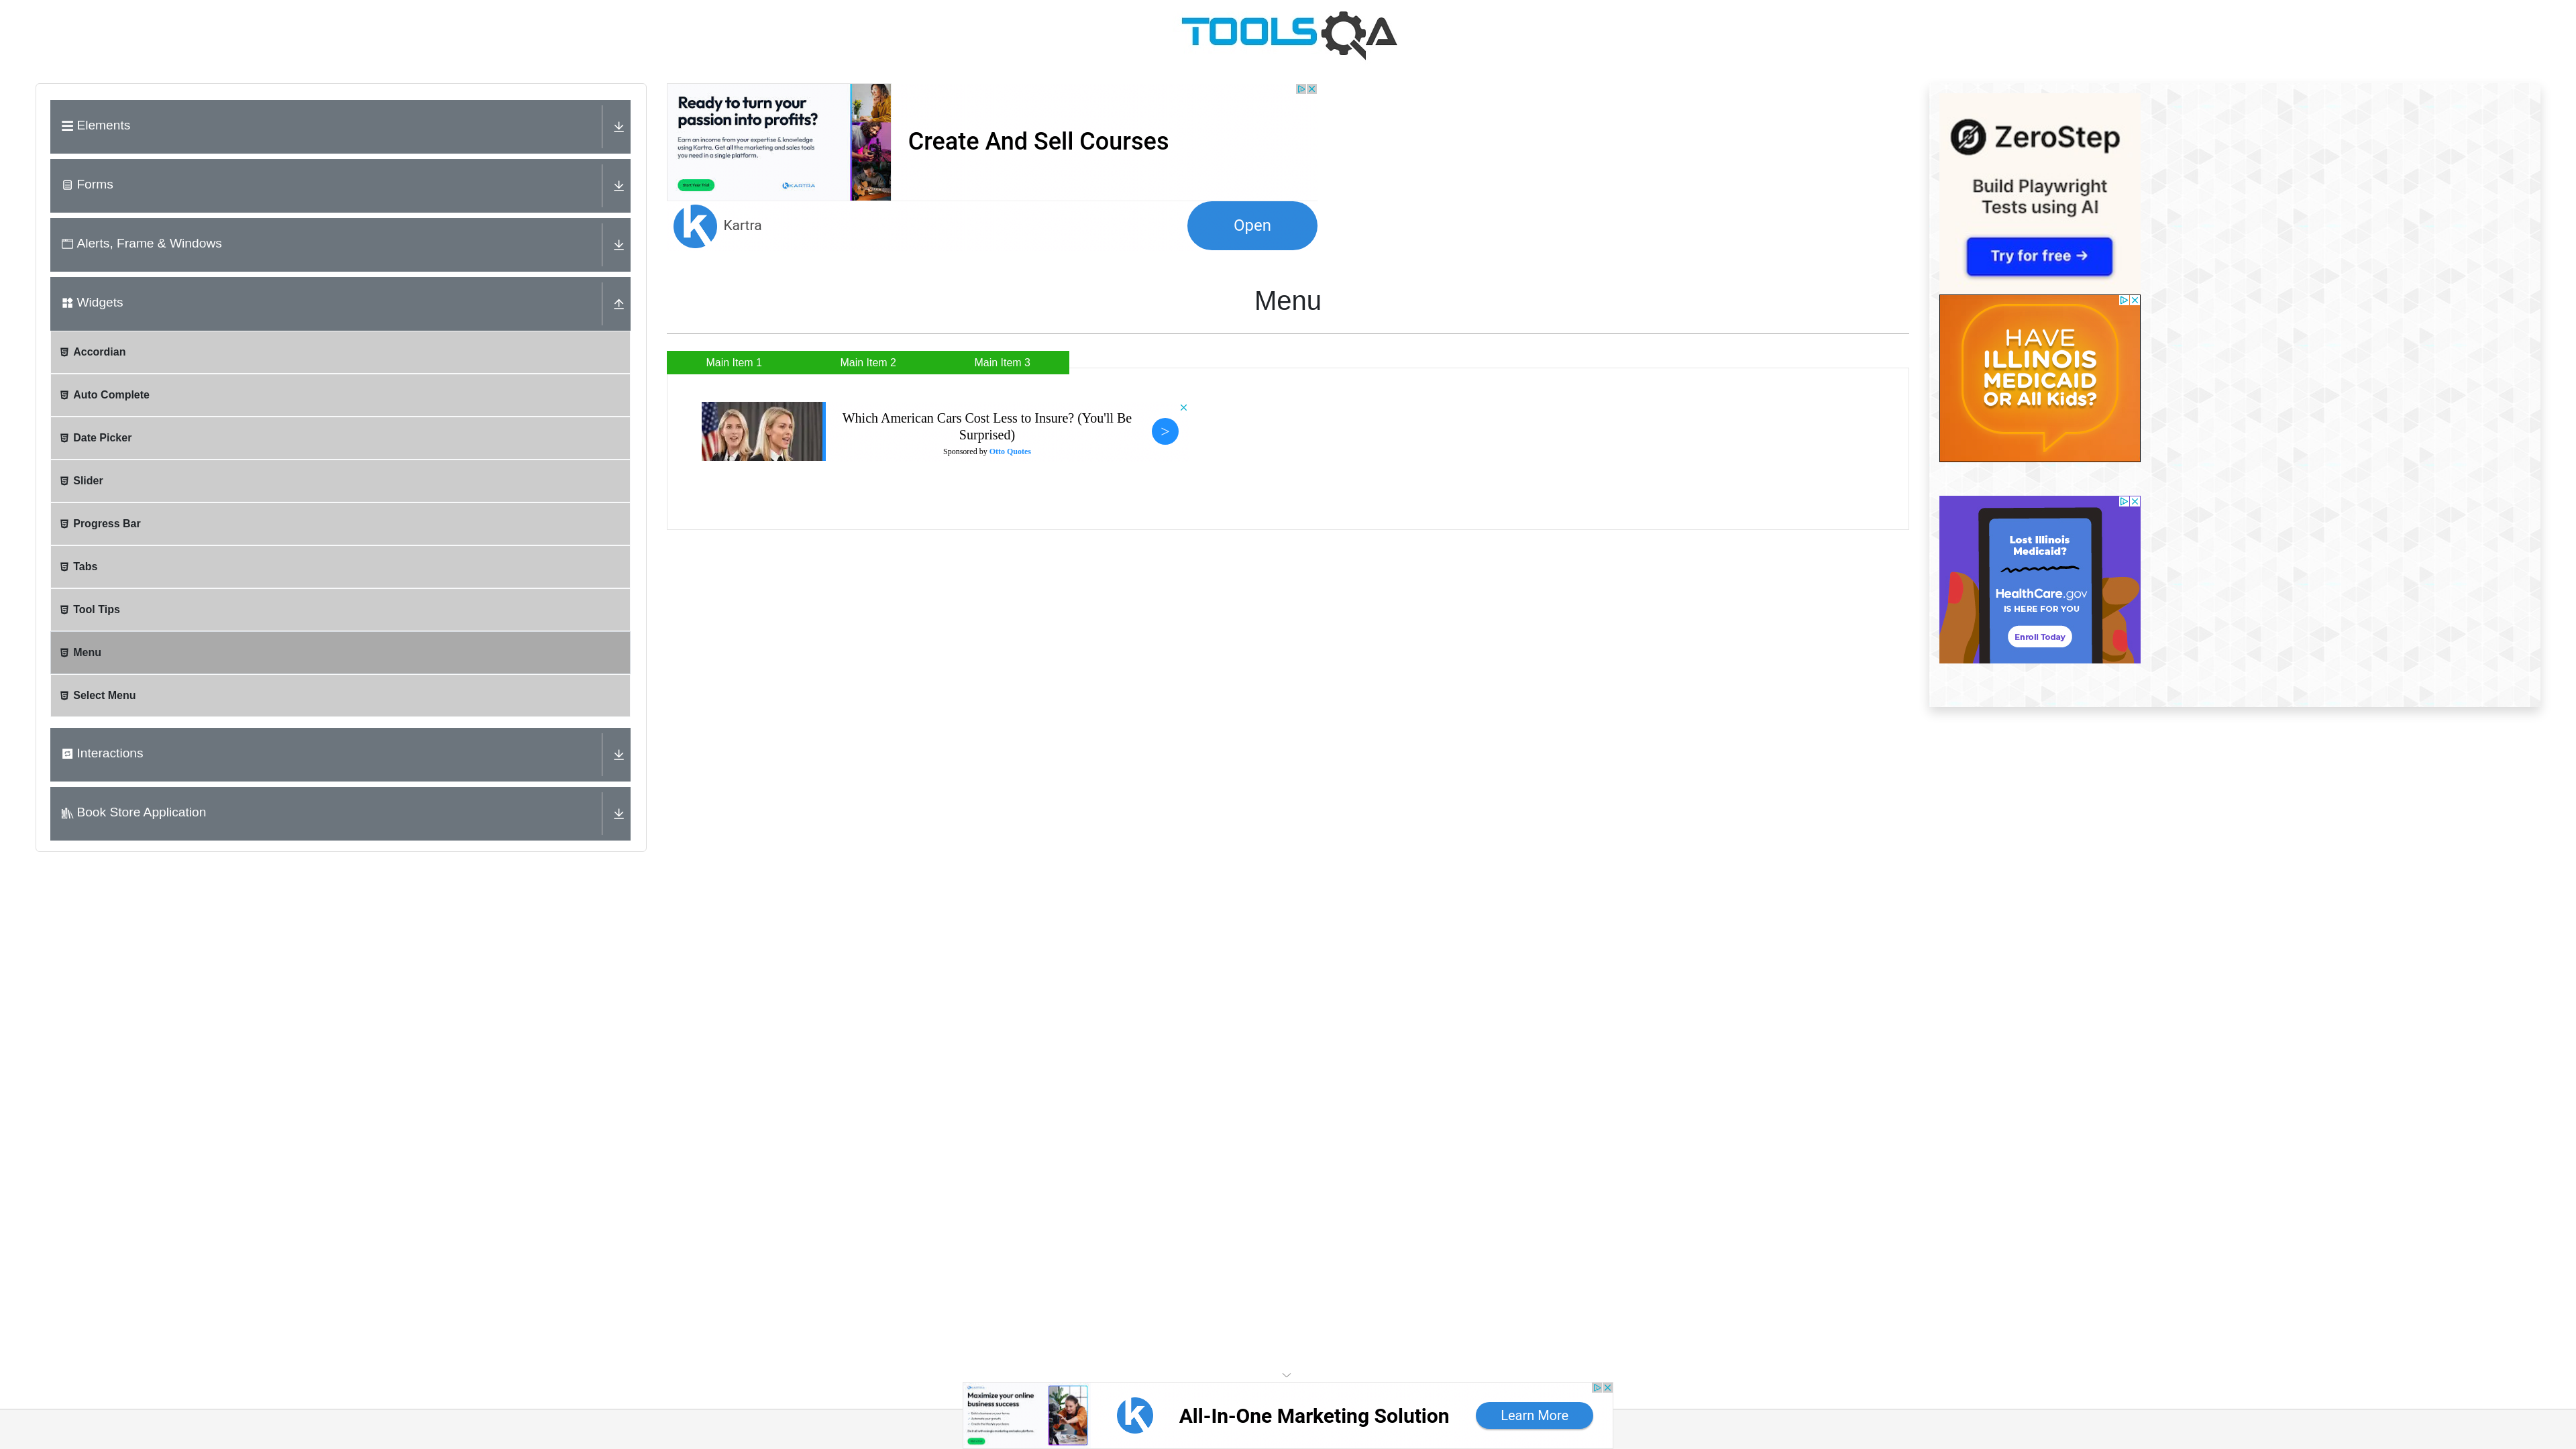 TOOLSQA
Elements
Forms
Alerts, Frame & Windows
Widgets
Accordian
Auto Complete
Date Picker
Slider
Progress Bar
Tabs
Tool Tips
Menu
Select Menu
Interactions
Book Store Application
Ready to turn your
passion into profits?
Earn an income from your expertise & knowledge
using Kartra. Get all the marketing and sales tools
you need in a single platform.
Start Your Trial
KARTRA
Create And Sell Courses
Kartra
Open
Menu
Main Item 1
Main Item 2
Main Item 3
Which American Cars Cost Less to Insure? (You'll Be
Surprised)
Sponsored by Otto Quotes
>
ZeroStep
Build Playwright
Tests using AI
Try for free →
HAVE
ILLINOIS
MEDICAID
OR All Kids?
Lost Illinois
Medicaid?
HealthCare.gov
IS HERE FOR YOU
Enroll Today
Maximize your online
business success
All-In-One Marketing Solution
Learn More